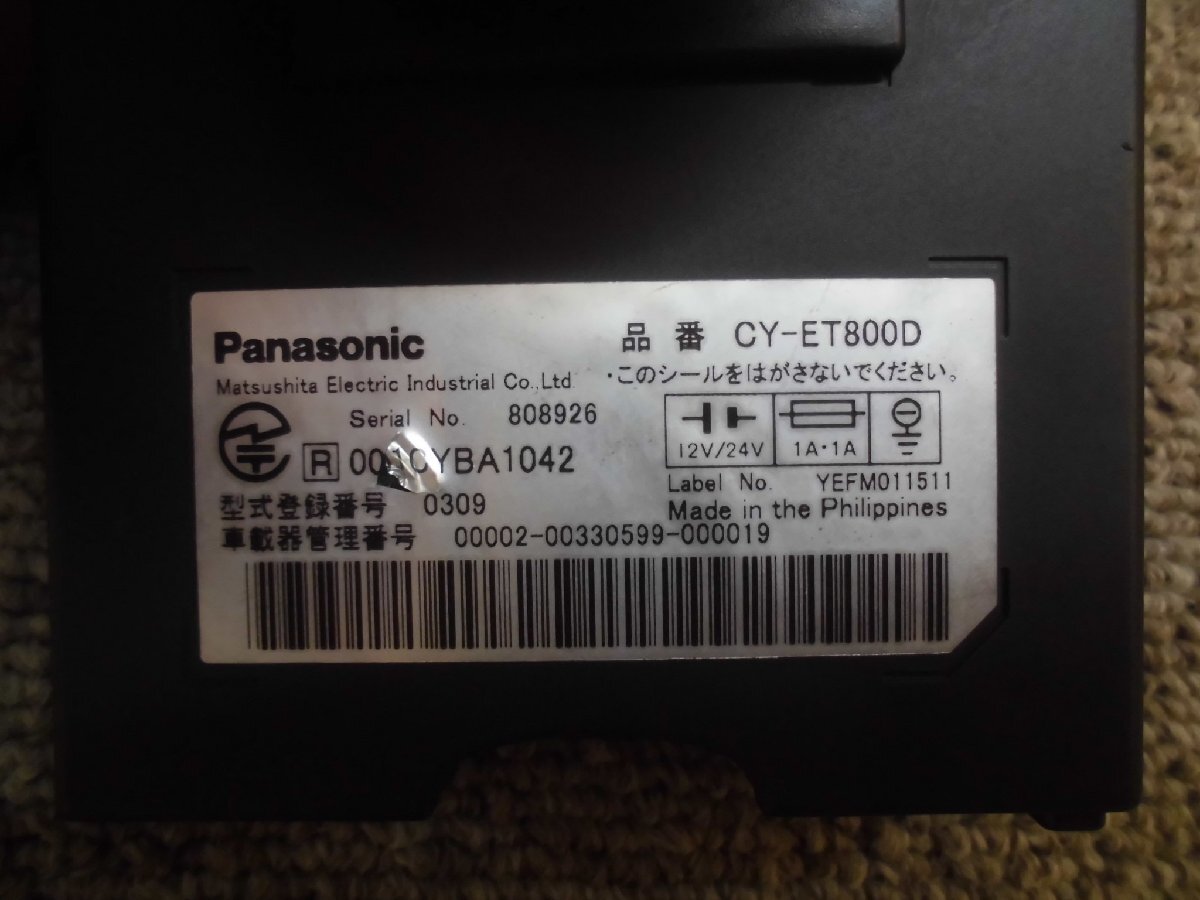 Panasonic
品番 CY-ET800D
Matsushita Electric Industrial Co.,Ltd
・このシールをはがさないでください。
Serial No. 808926
12V/24V
1A・1A
R
型式登録番号 0309
Label No. YEFM011511
Made in the Philippines
車載器管理番号 00002-00330599-000019